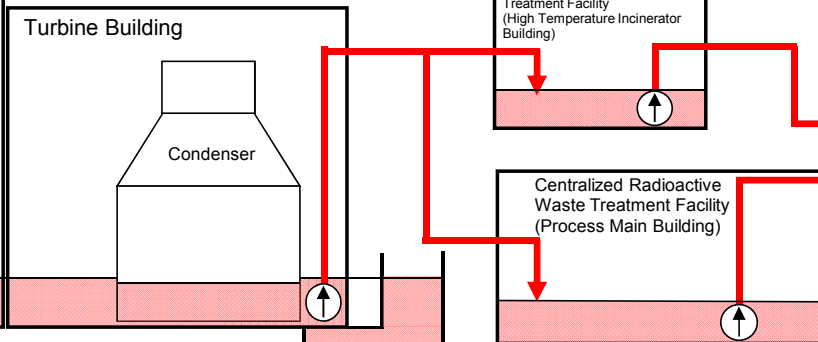 Turbine Building
Condenser
Treatment Facility
(High Temperature Incinerator
Building)
Centralized Radioactive
Waste Treatment Facility
(Process Main Building)